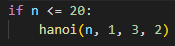 if n <= 20:
    hanoi(n, 1, 3, 2)